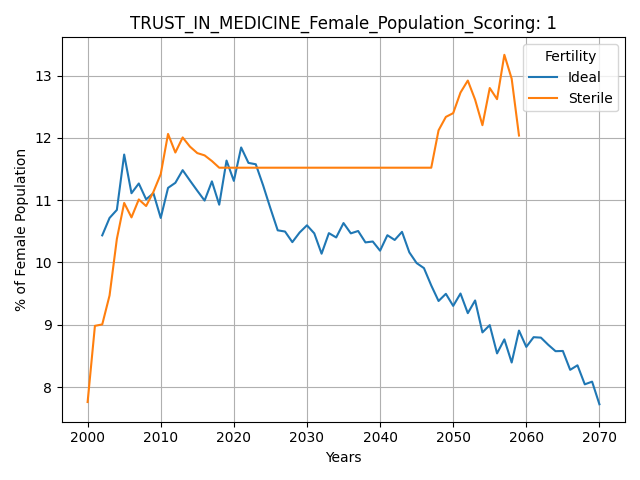 TRUST_IN_MEDICINE_Female_Population_Scoring: 1
Fertility
Ideal
Sterile
% of Female Population
13
12
11
10
9
8
2000 2010 2020 2030 2040 2050 2060 2070
Years